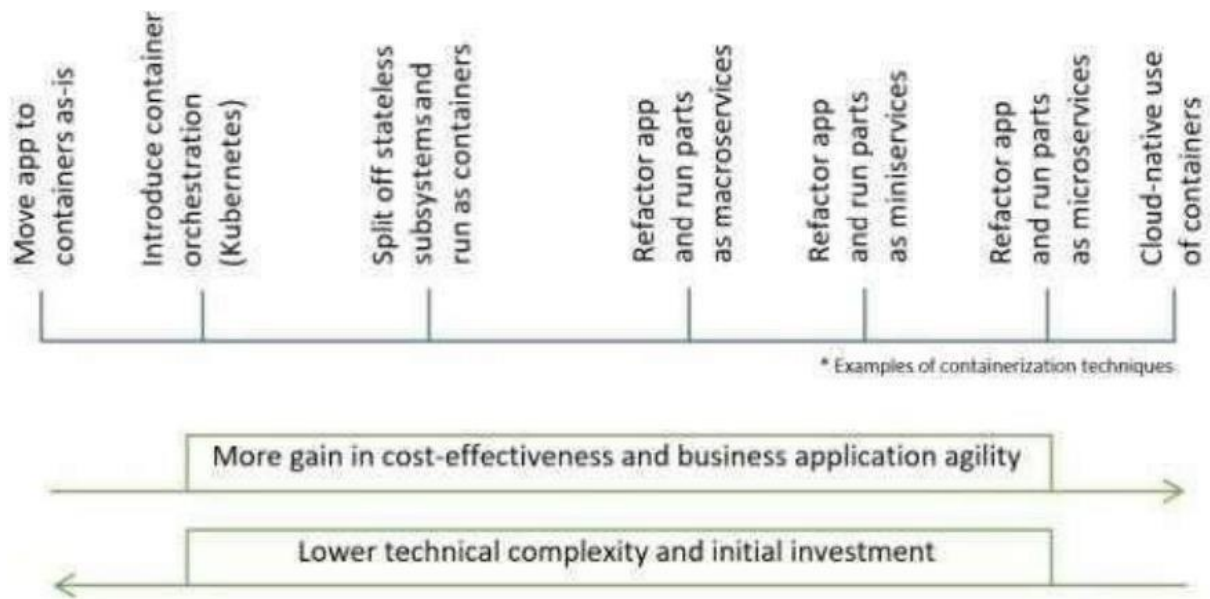 Move app to
containers as-is
Introduce container
orchestration
(Kubernetes)
Split off stateless
subsystems and
run as containers
Refactor app
and run parts
as macroservices
Refactor app
and run parts
as miniservices
Refactor app
and run parts
as microservices
Cloud-native use
of containers
* Examples of containerization techniques
More gain in cost-effectiveness and business application agility
Lower technical complexity and initial investment